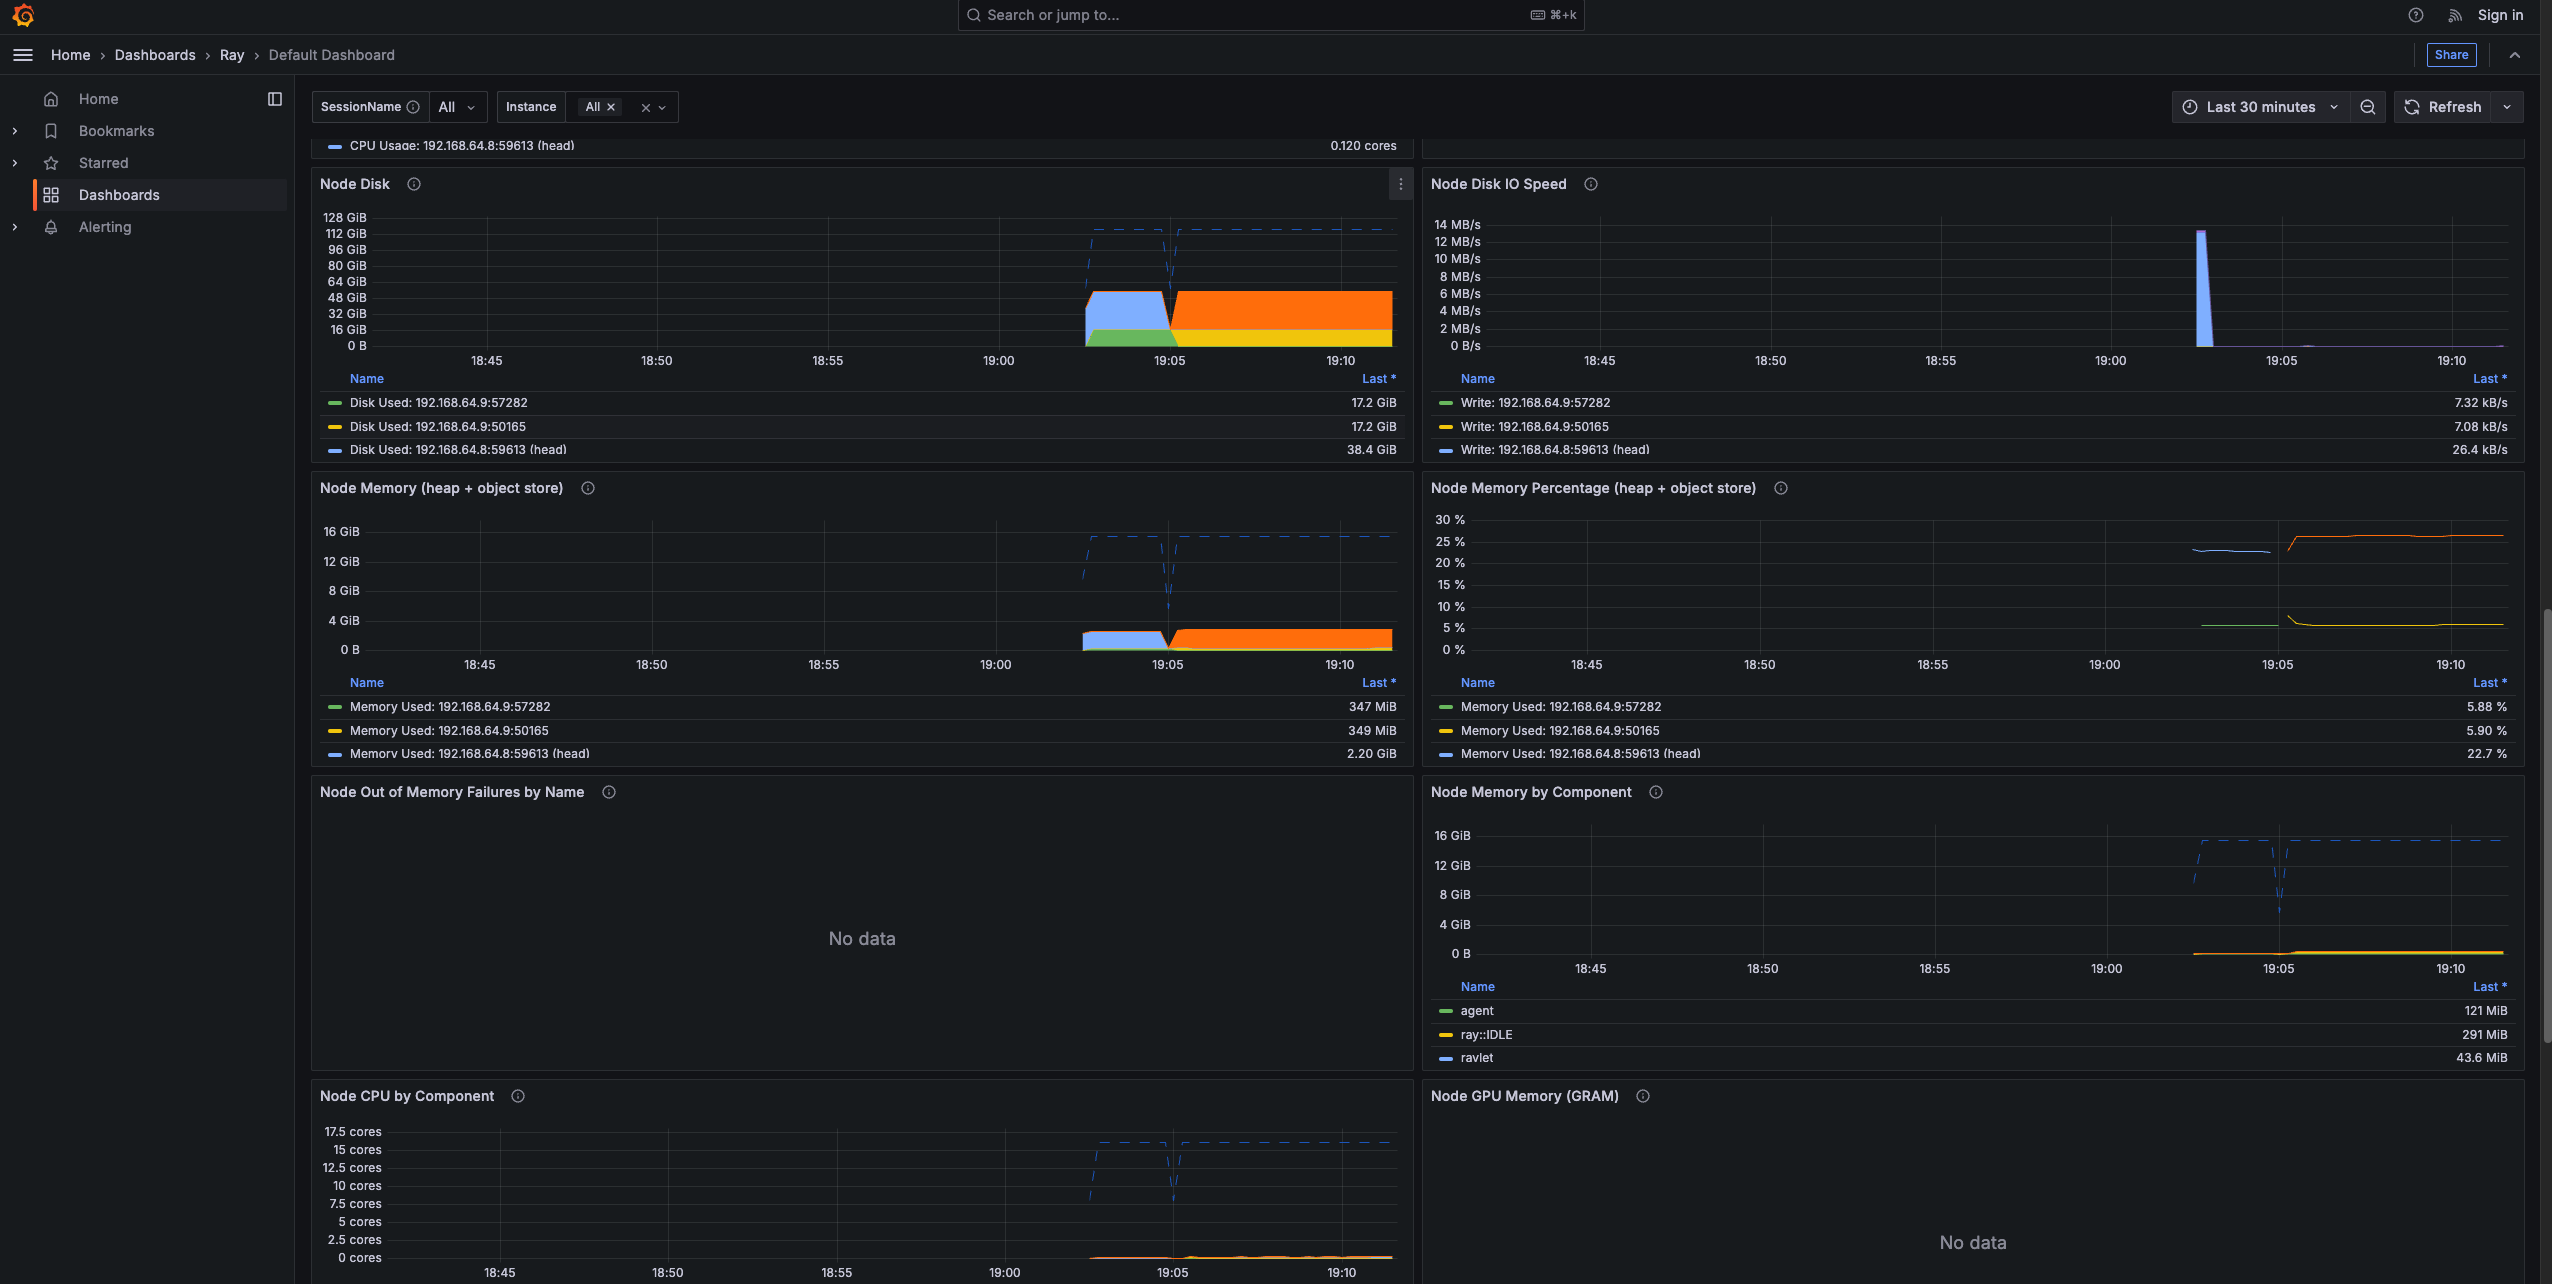 Search or jump to...
⌘+k
Sign in
Home › Dashboards › Ray › Default Dashboard
Share
Home
Bookmarks
Starred
Dashboards
Alerting
SessionName All Instance All
Last 30 minutes
Refresh
CPU Usage: 192.168.64.8:59613 (head) 0.120 cores
Node Disk
128 GiB
112 GiB
96 GiB
80 GiB
64 GiB
48 GiB
32 GiB
16 GiB
0 B
18:45 18:50 18:55 19:00 19:05 19:10
Name Last *
Disk Used: 192.168.64.9:57282 17.2 GiB
Disk Used: 192.168.64.9:50165 17.2 GiB
Disk Used: 192.168.64.8:59613 (head) 38.4 GiB
Node Disk IO Speed
14 MB/s
12 MB/s
10 MB/s
8 MB/s
6 MB/s
4 MB/s
2 MB/s
0 B/s
18:45 18:50 18:55 19:00 19:05 19:10
Name Last *
Write: 192.168.64.9:57282 7.32 kB/s
Write: 192.168.64.9:50165 7.08 kB/s
Write: 192.168.64.8:59613 (head) 26.4 kB/s
Node Memory (heap + object store)
16 GiB
12 GiB
8 GiB
4 GiB
0 B
18:45 18:50 18:55 19:00 19:05 19:10
Name Last *
Memory Used: 192.168.64.9:57282 347 MiB
Memory Used: 192.168.64.9:50165 349 MiB
Memory Used: 192.168.64.8:59613 (head) 2.20 GiB
Node Memory Percentage (heap + object store)
30 %
25 %
20 %
15 %
10 %
5 %
0 %
18:45 18:50 18:55 19:00 19:05 19:10
Name Last *
Memory Used: 192.168.64.9:57282 5.88 %
Memory Used: 192.168.64.9:50165 5.90 %
Memory Used: 192.168.64.8:59613 (head) 22.7 %
Node Out of Memory Failures by Name
No data
Node Memory by Component
16 GiB
12 GiB
8 GiB
4 GiB
0 B
18:45 18:50 18:55 19:00 19:05 19:10
Name Last *
agent 121 MiB
ray::IDLE 291 MiB
raylet 43.6 MiB
Node CPU by Component
17.5 cores
15 cores
12.5 cores
10 cores
7.5 cores
5 cores
2.5 cores
0 cores
18:45 18:50 18:55 19:00 19:05 19:10
Node GPU Memory (GRAM)
No data